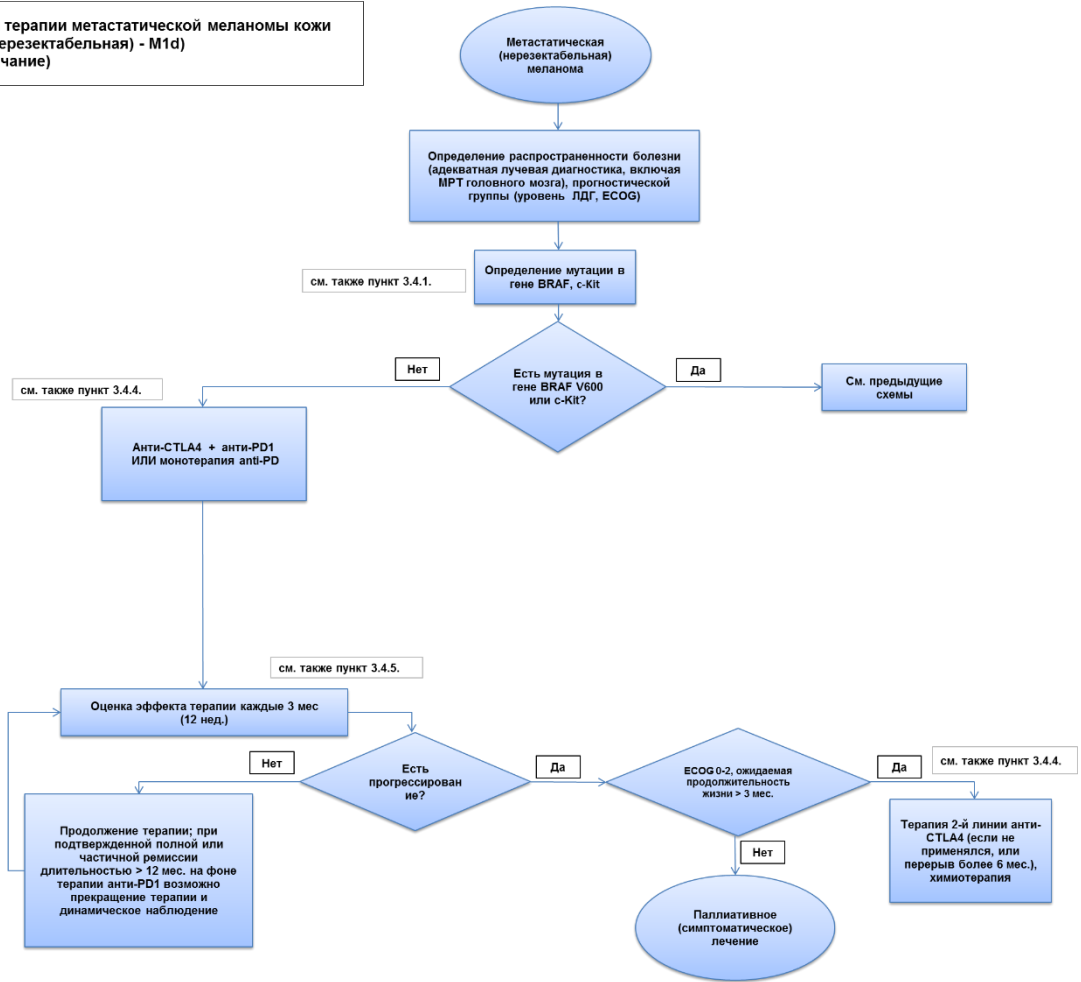 терапии метастатической меланомы кожи
ерезектабельная) - M1d)
чание)
Метастатическая
(нерезектабельная)
меланома
Определение распространенности болезни
(адекватная лучевая диагностика, включая
МРТ головного мозга), прогностической
группы (уровень ЛДГ, ECOG)
см. также пункт 3.4.1.
Определение мутации в
гене BRAF, c-Kit
Нет
Есть мутация в
гене BRAF V600
или c-Kit?
Да
См. предыдущие
схемы
см. также пункт 3.4.4.
Анти-CTLA4 + анти-PD1
ИЛИ монотерапия anti-PD
см. также пункт 3.4.5.
Оценка эффекта терапии каждые 3 мес
(12 нед.)
Нет
Есть
прогрессирован
ие?
Да
ECOG 0-2, ожидаемая
продолжительность
жизни > 3 мес.
Да
см. также пункт 3.4.4.
Продолжение терапии; при
подтвержденной полной или
частичной ремиссии
длительностью > 12 мес. на фоне
терапии анти-PD1 возможно
прекращение терапии и
динамическое наблюдение
Нет
Терапия 2-й линии анти-
CTLA4 (если не
применялся, или
перерыв более 6 мес.),
химиотерапия
Паллиативное
(симптоматическое)
лечение